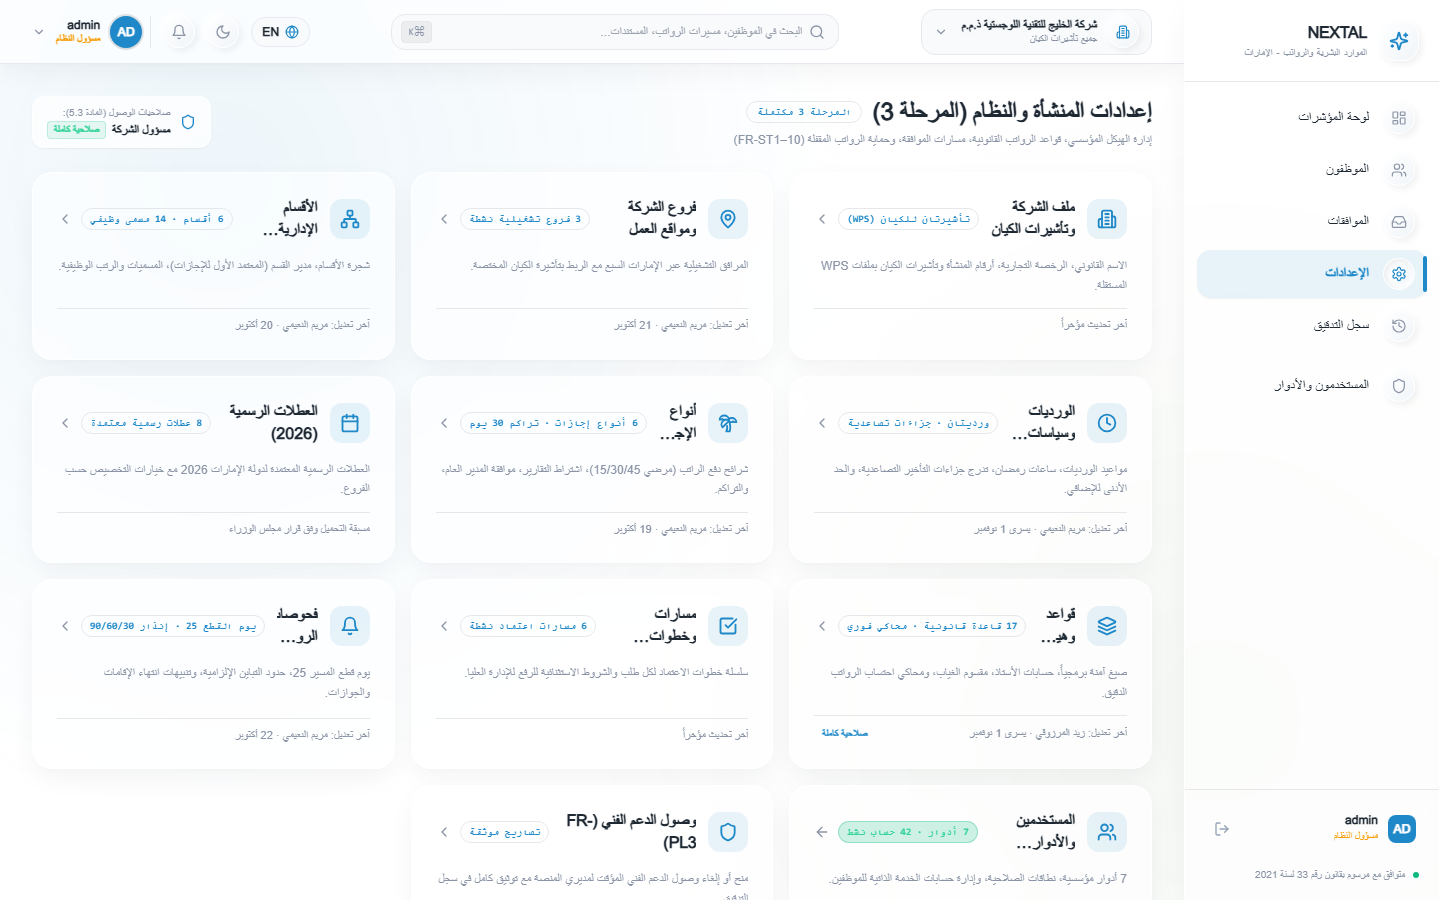 NEXTAL
الموارد البشرية والرواتب - الإمارات
لوحة المؤشرات
الموظفون
الموافقات
الإعدادات
سجل التدقيق
المستخدمون والأدوار
admin
مسؤول النظام
AD
متوافق مع مرسوم بقانون رقم 33 لسنة 2021
شركة الخليج للتقنية اللوجستية ذ.م.م
جميع تأشيرات الكيان
البحث في الموظفين، مسيرات الرواتب، المستندات...
⌘K
EN
AD
admin
مسؤول النظام
إعدادات المنشأة والنظام (المرحلة 3)
المرحلة 3 مكتملة
إدارة الهيكل المؤسسي، قواعد الرواتب القانونية، مسارات الموافقة، وحماية الرواتب المقفلة (FR-ST1–10)
صلاحيات الوصول (المادة 5.3):
مسؤول الشركة
صلاحية كاملة
ملف الشركة وتأشيرات الكيان
تأشيرتان للكيان (WPS)
الاسم القانوني، الرخصة التجارية، أرقام المنشأة وتأشيرات الكيان بملفات WPS
المستقلة.
آخر تحديث مؤخراً
فروع الشركة ومواقع العمل
3 فروع تشغيلية نشطة
المرافق التشغيلية عبر الإمارات السبع مع الربط بتأشيرة الكيان المختصة.
آخر تعديل: مريم النعيمي · 21 أكتوبر
الأقسام الإدارية...
6 أقسام · 14 مسمى وظيفي
شجرة الأقسام، مدير القسم (المعتمد الأول للإجازات)، المسميات والرتب الوظيفية.
آخر تعديل: مريم النعيمي · 20 أكتوبر
الورديات وسياسات...
ورديتان · جزاءات تصاعدية
مواعيد الورديات، ساعات رمضان، تدرج جزاءات التأخير التصاعدية، والحد
الأدنى للإضافي.
آخر تعديل: مريم النعيمي · يسري 1 نوفمبر
أنواع الإجـ...
6 أنواع إجازات · تراكم 30 يوم
شرائح دفع الراتب (مرضي 15/30/45)، اشتراط التقارير، موافقة المدير العام،
والتراكم.
آخر تعديل: مريم النعيمي · 19 أكتوبر
العطلات الرسمية (2026)
8 عطلات رسمية معتمدة
العطلات الرسمية المعتمدة لدولة الإمارات 2026 مع خيارات التخصيص حسب
الفروع.
مسبقة التحميل وفق قرار مجلس الوزراء
قواعد وهيـ...
17 قاعدة قانونية · محاكي فوري
صيغ آمنة برمجياً، حسابات الأستاذ، مقسوم الغياب، ومحاكي احتساب الرواتب
الدقيق.
آخر تعديل: زيد المرزوقي · يسري 1 نوفمبر
صلاحية كاملة
مسارات وخطوات...
6 مسارات اعتماد نشطة
سلسلة خطوات الاعتماد لكل طلب والشروط الاستثنائية للرفع للإدارة العليا.
آخر تحديث مؤخراً
فحوصات الرو...
يوم القطع 25 · إنذار 90/60/30
يوم قطع المسير 25، حدود التباين الإلزامية، وتنبيهات انتهاء الإقامات
والجوازات.
آخر تعديل: مريم النعيمي · 22 أكتوبر
المستخدمين والأدوار...
7 أدوار · 42 حساب نشط
7 أدوار مؤسسية، نطاقات الصلاحية، وإدارة حسابات الخدمة الذاتية للموظفين.
وصول الدعم الفني (FR-PL3)
تصاريح موثقة
منح أو إلغاء وصول الدعم الفني المؤقت لمديري المنصة مع توثيق كامل في سجل
التدقيق.